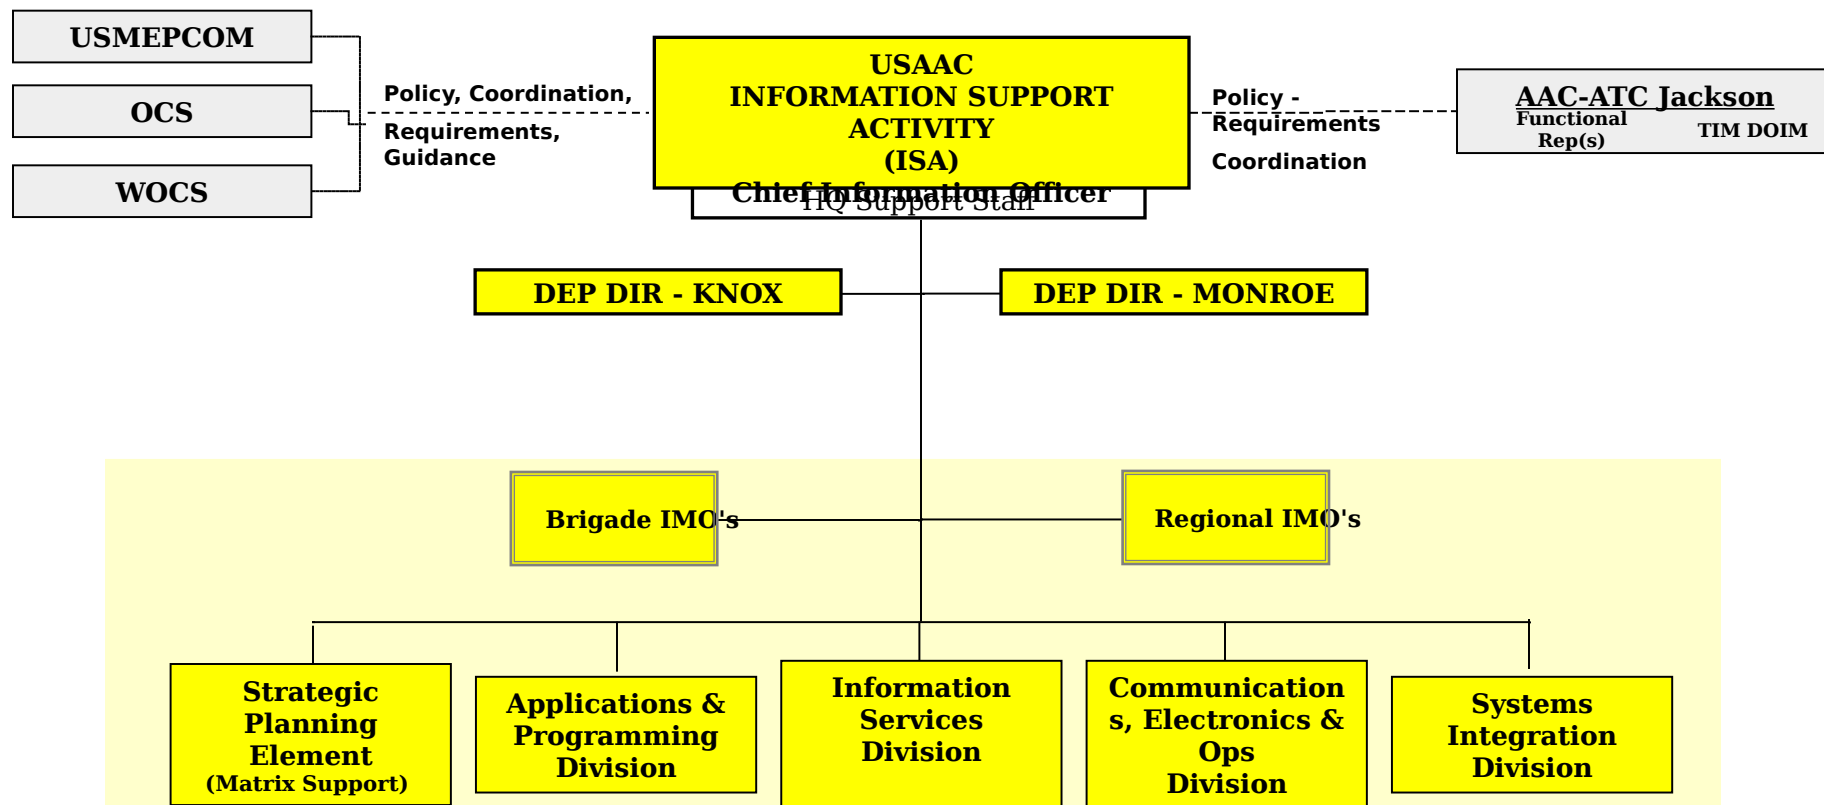 USMEPCOM
OCS
WOCS
Policy, Coordination,
Requirements,
Guidance
USAAC
INFORMATION SUPPORT
ACTIVITY
(ISA)
Chief Information Officer
HQ Support Staff
Policy -
Requirements
Coordination
AAC-ATC Jackson
Functional
Rep(s)
TIM DOIM
DEP DIR - KNOX
DEP DIR - MONROE
Brigade IMO's
Regional IMO's
Strategic
Planning
Element
(Matrix Support)
Applications &
Programming
Division
Information
Services
Division
Communication
s, Electronics &
Ops
Division
Systems
Integration
Division